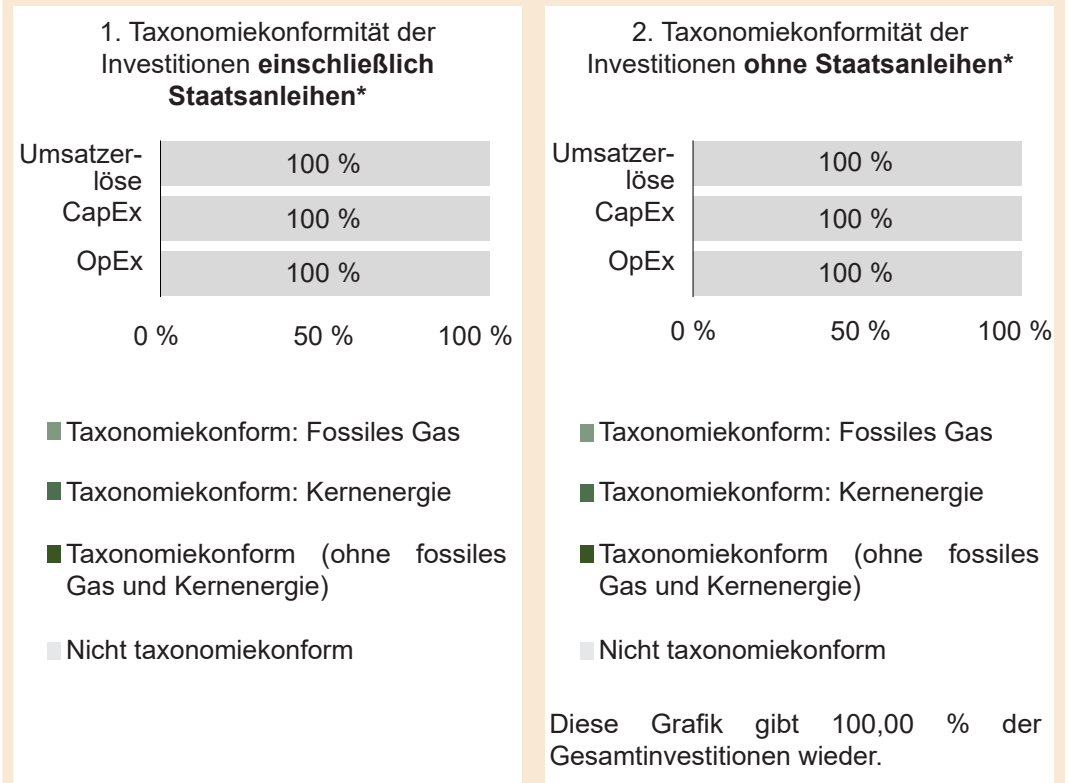 1. Taxonomiekonformität der
Investitionen einschließlich
Staatsanleihen*
Umsatzer-
löse
100 %
CapEx
100 %
OpEx
100 %
0 % 50 % 100 %
Taxonomiekonform: Fossiles Gas
Taxonomiekonform: Kernenergie
Taxonomiekonform (ohne fossiles
Gas und Kernenergie)
Nicht taxonomiekonform
2. Taxonomiekonformität der
Investitionen ohne Staatsanleihen*
Umsatzer-
löse
100 %
CapEx
100 %
OpEx
100 %
0 % 50 % 100 %
Taxonomiekonform: Fossiles Gas
Taxonomiekonform: Kernenergie
Taxonomiekonform (ohne fossiles
Gas und Kernenergie)
Nicht taxonomiekonform
Diese Grafik gibt 100,00 % der
Gesamtinvestitionen wieder.